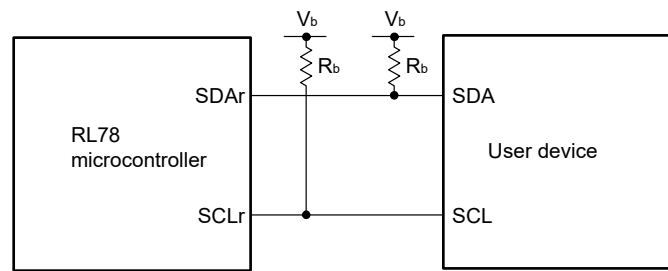 Vb Vb
Rb Rb
SDAr SDA
RL78
microcontroller
User device
SCLr SCL